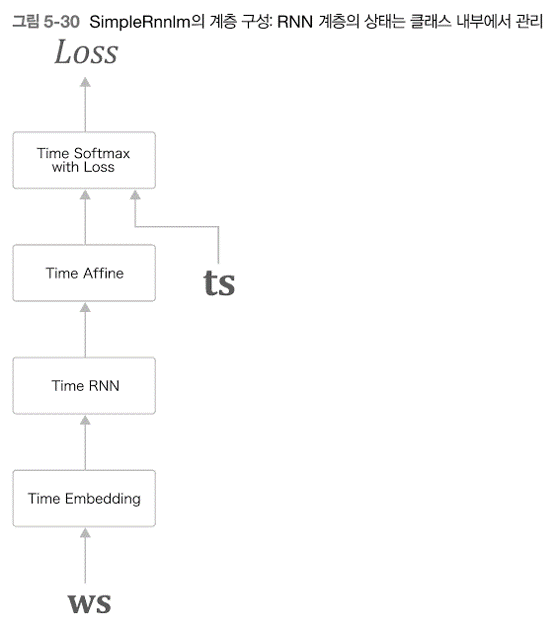 그림 5-30 SimpleRnnlm의 계층 구성: RNN 계층의 상태는 클래스 내부에서 관리
Loss
Time Softmax
with Loss
Time Affine
ts
Time RNN
Time Embedding
ws